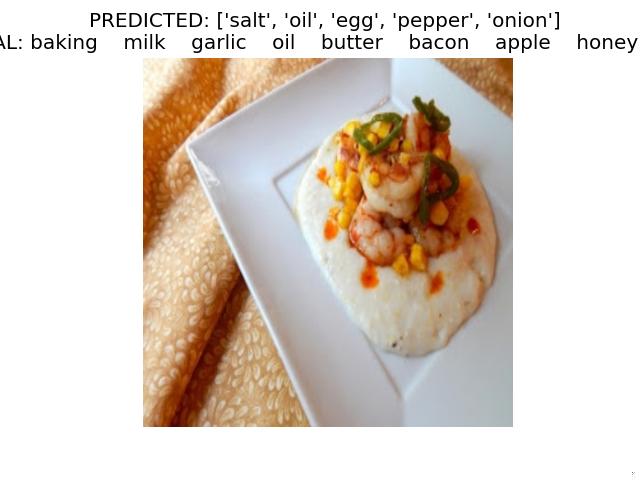 PREDICTED: ['salt', 'oil', 'egg', 'pepper', 'onion']
AL: baking milk garlic oil butter bacon apple honey